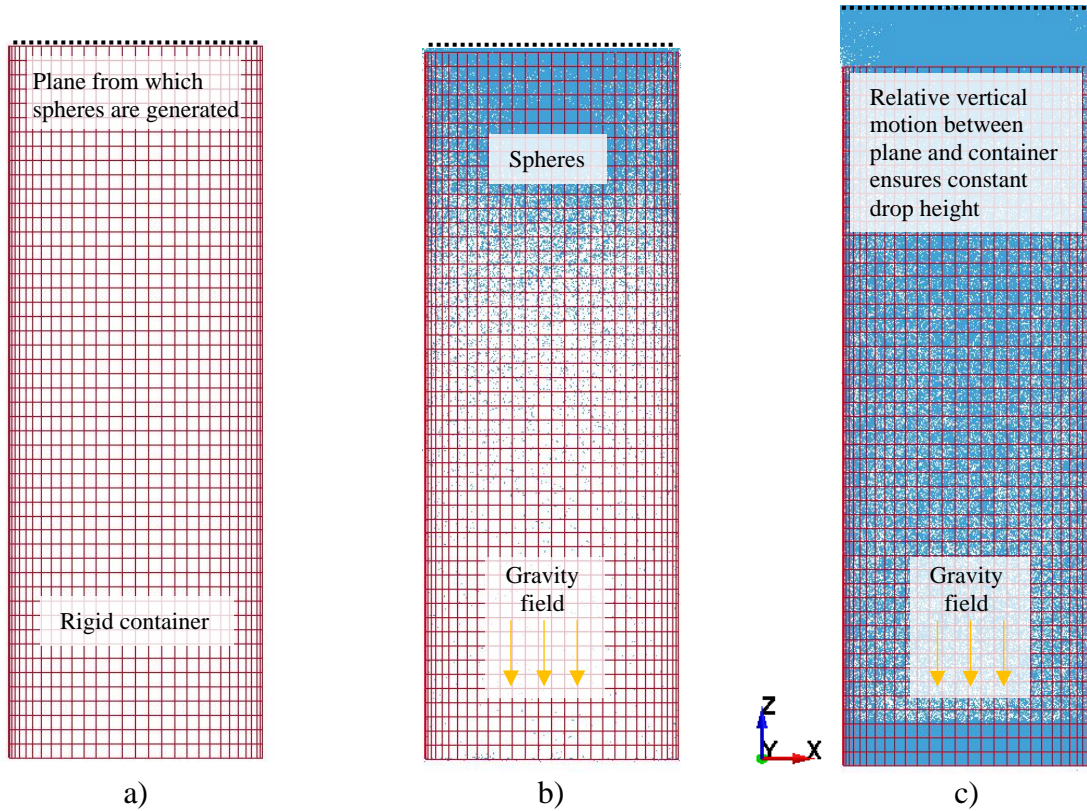 Plane from which
spheres are generated
Rigid container
a)
Spheres
Gravity
field
b)
Relative vertical
motion between
plane and container
ensures constant
drop height
Gravity
field
Z
Y
X
c)